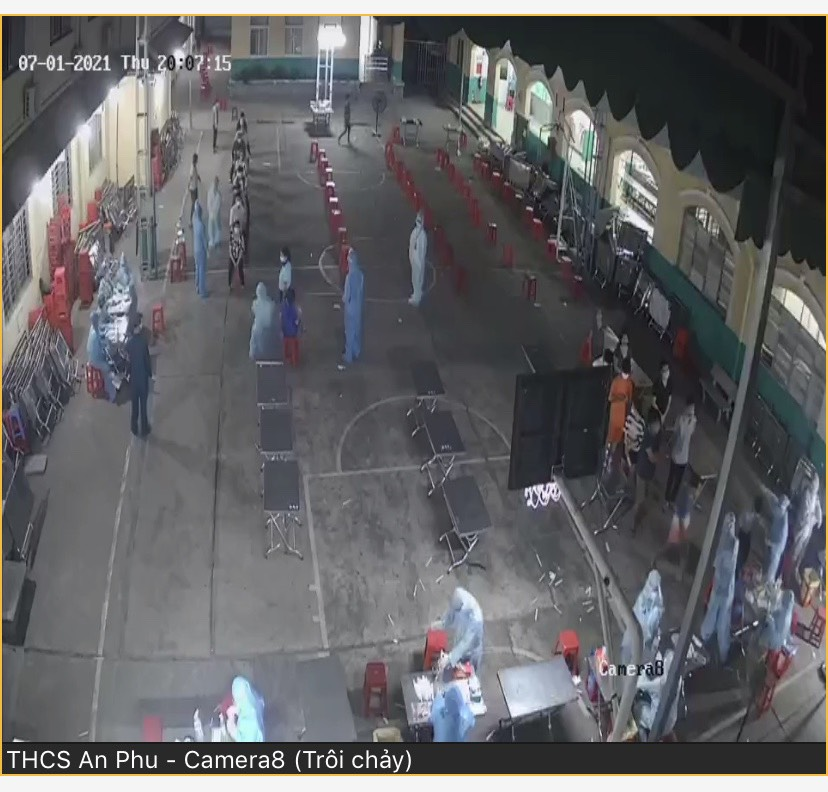 07-01-2021 Thu 20:07:15
Camera8
THCS An Phu - Camera8 (Trôi chảy)